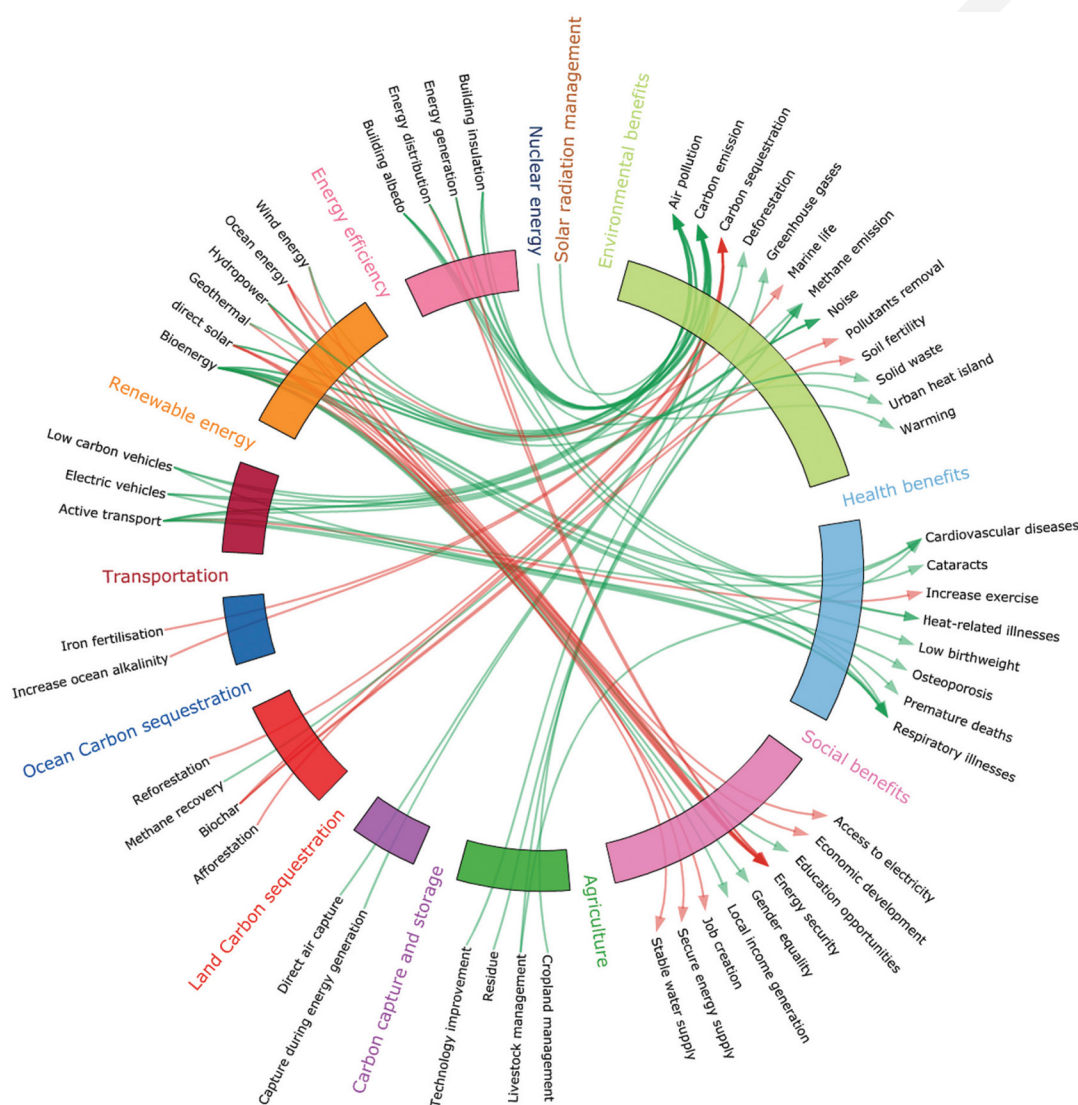 Solar radiation management
Nuclear energy
Building insulation
Energy generation
Energy distribution
Building albedo
Energy efficiency
Wind energy
Ocean energy
Hydropower
Geothermal
direct solar
Bioenergy
Renewable energy
Low carbon vehicles
Electric vehicles
Active transport
Transportation
Iron fertilisation
Increase ocean alkalinity
Ocean Carbon sequestration
Reforestation
Methane recovery
Biochar
Afforestation
Land Carbon sequestration
Direct air capture
Capture during energy generation
Carbon capture and storage
Technology improvement
Residue
Livestock management
Cropland management
Agriculture
Environmental benefits
Air pollution
Carbon emission
Carbon sequestration
Deforestation
Greenhouse gases
Marine life
Methane emission
Noise
Pollutants removal
Soil fertility
Solid waste
Urban heat island
Warming
Health benefits
Cardiovascular diseases
Cataracts
Increase exercise
Heat-related illnesses
Low birthweight
Osteoporosis
Premature deaths
Respiratory illnesses
Social benefits
Access to electricity
Economic development
Education opportunities
Energy security
Gender equality
Local income generation
Job creation
Secure energy supply
Stable water supply